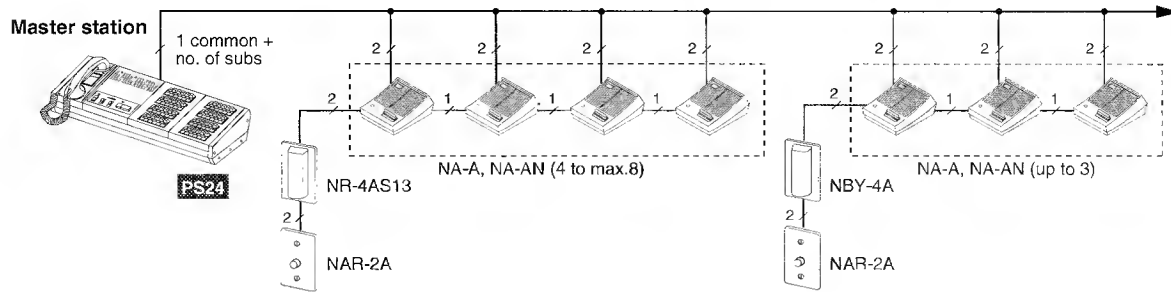 Master station
1 common +
no. of subs
PS24
2 2 2 2
2 1 1 1
NA-A, NA-AN (4 to max.8)
NR-4AS13
2
NAR-2A
2 2 2
2 1 1
NA-A, NA-AN (up to 3)
NBY-4A
2
NAR-2A